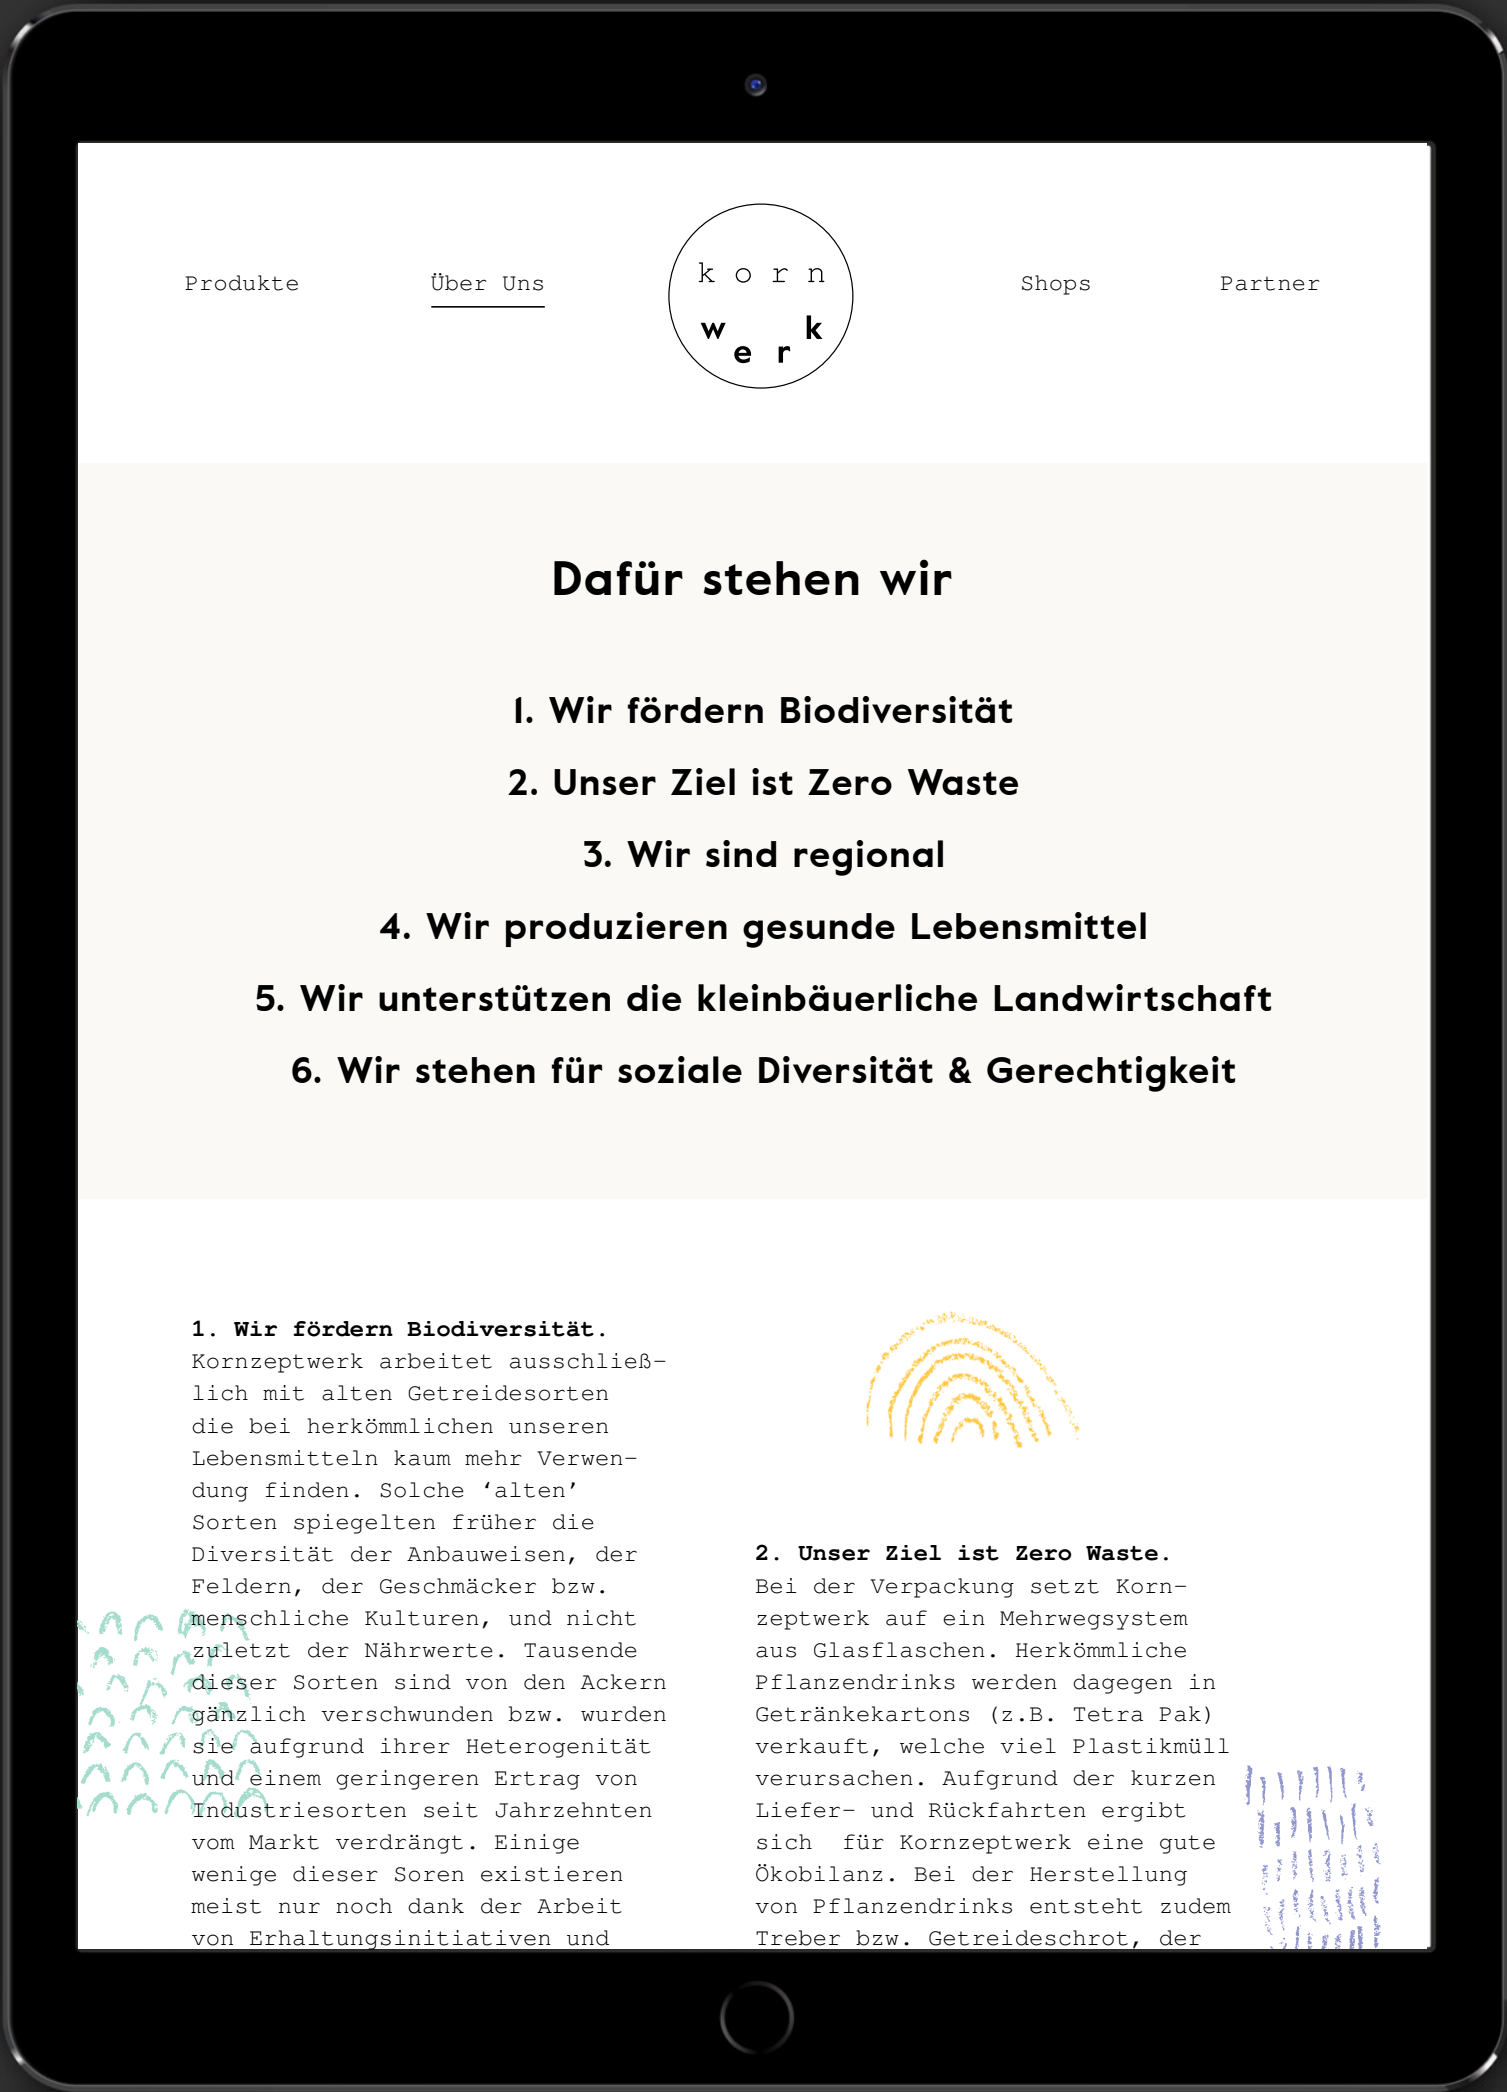 Produkte
Über Uns
korn
werk
Shops
Partner
Dafür stehen wir
1. Wir fördern Biodiversität
2. Unser Ziel ist Zero Waste
3. Wir sind regional
4. Wir produzieren gesunde Lebensmittel
5. Wir unterstützen die kleinbäuerliche Landwirtschaft
6. Wir stehen für soziale Diversität & Gerechtigkeit
1. Wir fördern Biodiversität.
Kornzeptwerk arbeitet ausschließ-
lich mit alten Getreidesorten
die bei herkömmlichen unseren
Lebensmitteln kaum mehr Verwen-
dung finden. Solche ‘alten’
Sorten spiegelten früher die
Diversität der Anbauweisen, der
Feldern, der Geschmäcker bzw.
menschliche Kulturen, und nicht
zuletzt der Nährwerte. Tausende
dieser Sorten sind von den Ackern
gänzlich verschwunden bzw. wurden
sie aufgrund ihrer Heterogenität
und einem geringeren Ertrag von
Industriesorten seit Jahrzehnten
vom Markt verdrängt. Einige
wenige dieser Soren existieren
meist nur noch dank der Arbeit
von Erhaltungsinitiativen und
2. Unser Ziel ist Zero Waste.
Bei der Verpackung setzt Korn-
zeptwerk auf ein Mehrwegsystem
aus Glasflaschen. Herkömmliche
Pflanzendrinks werden dagegen in
Getränkekartons (z.B. Tetra Pak)
verkauft, welche viel Plastikmüll
verursachen. Aufgrund der kurzen
Liefer- und Rückfahrten ergibt
sich  für Kornzeptwerk eine gute
Ökobilanz. Bei der Herstellung
von Pflanzendrinks entsteht zudem
Treber bzw. Getreideschrot, der